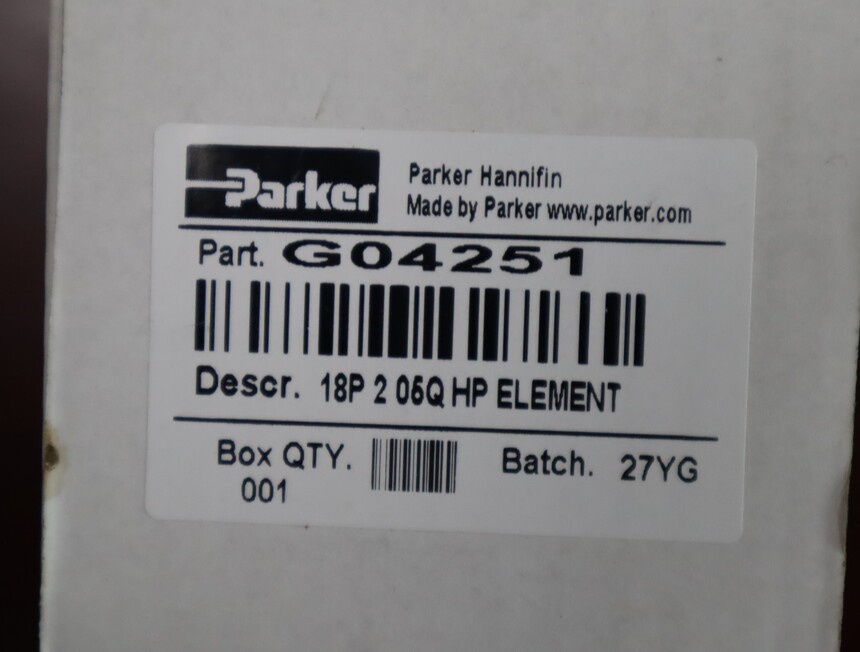 Parker
Parker Hannifin
Made by Parker www.parker.com
Part. G04251
Descr. 18P 2 05Q HP ELEMENT
Box QTY.
001
Batch. 27YG